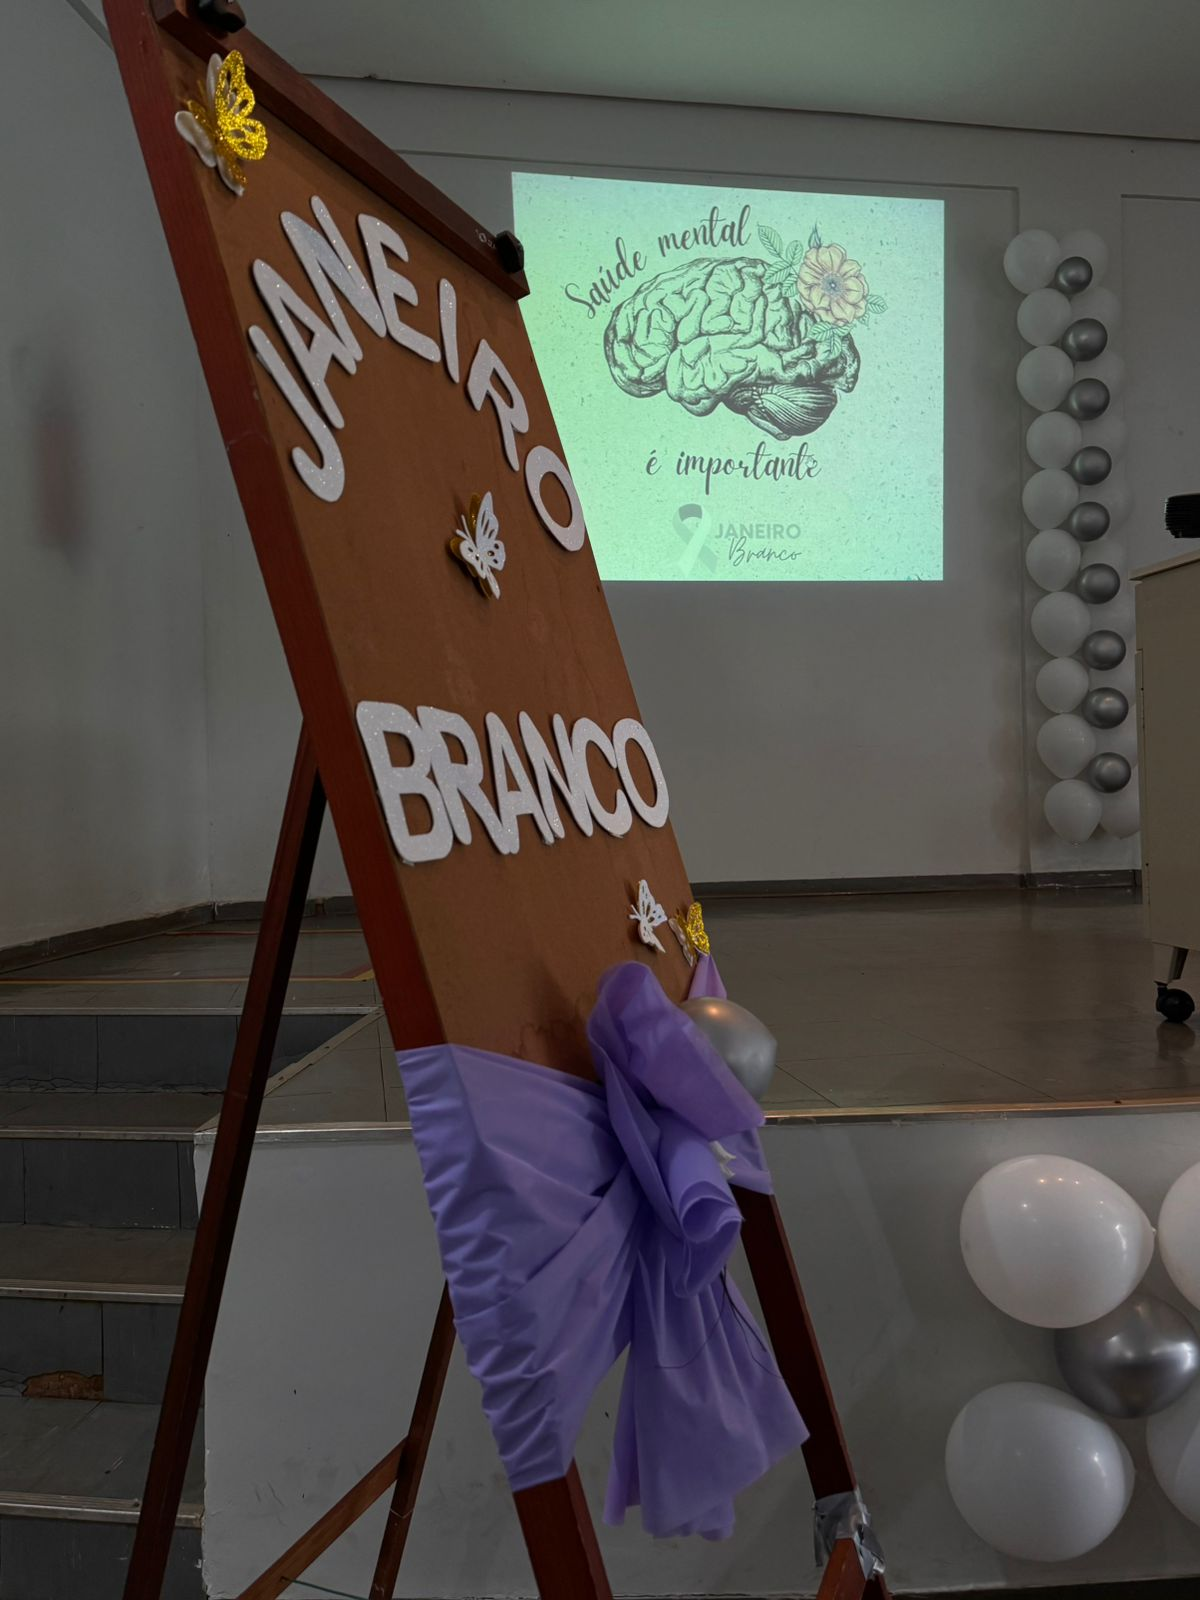 JANEIRO
BRANCO
Saúde mental
é importante
JANEIRO
Branco